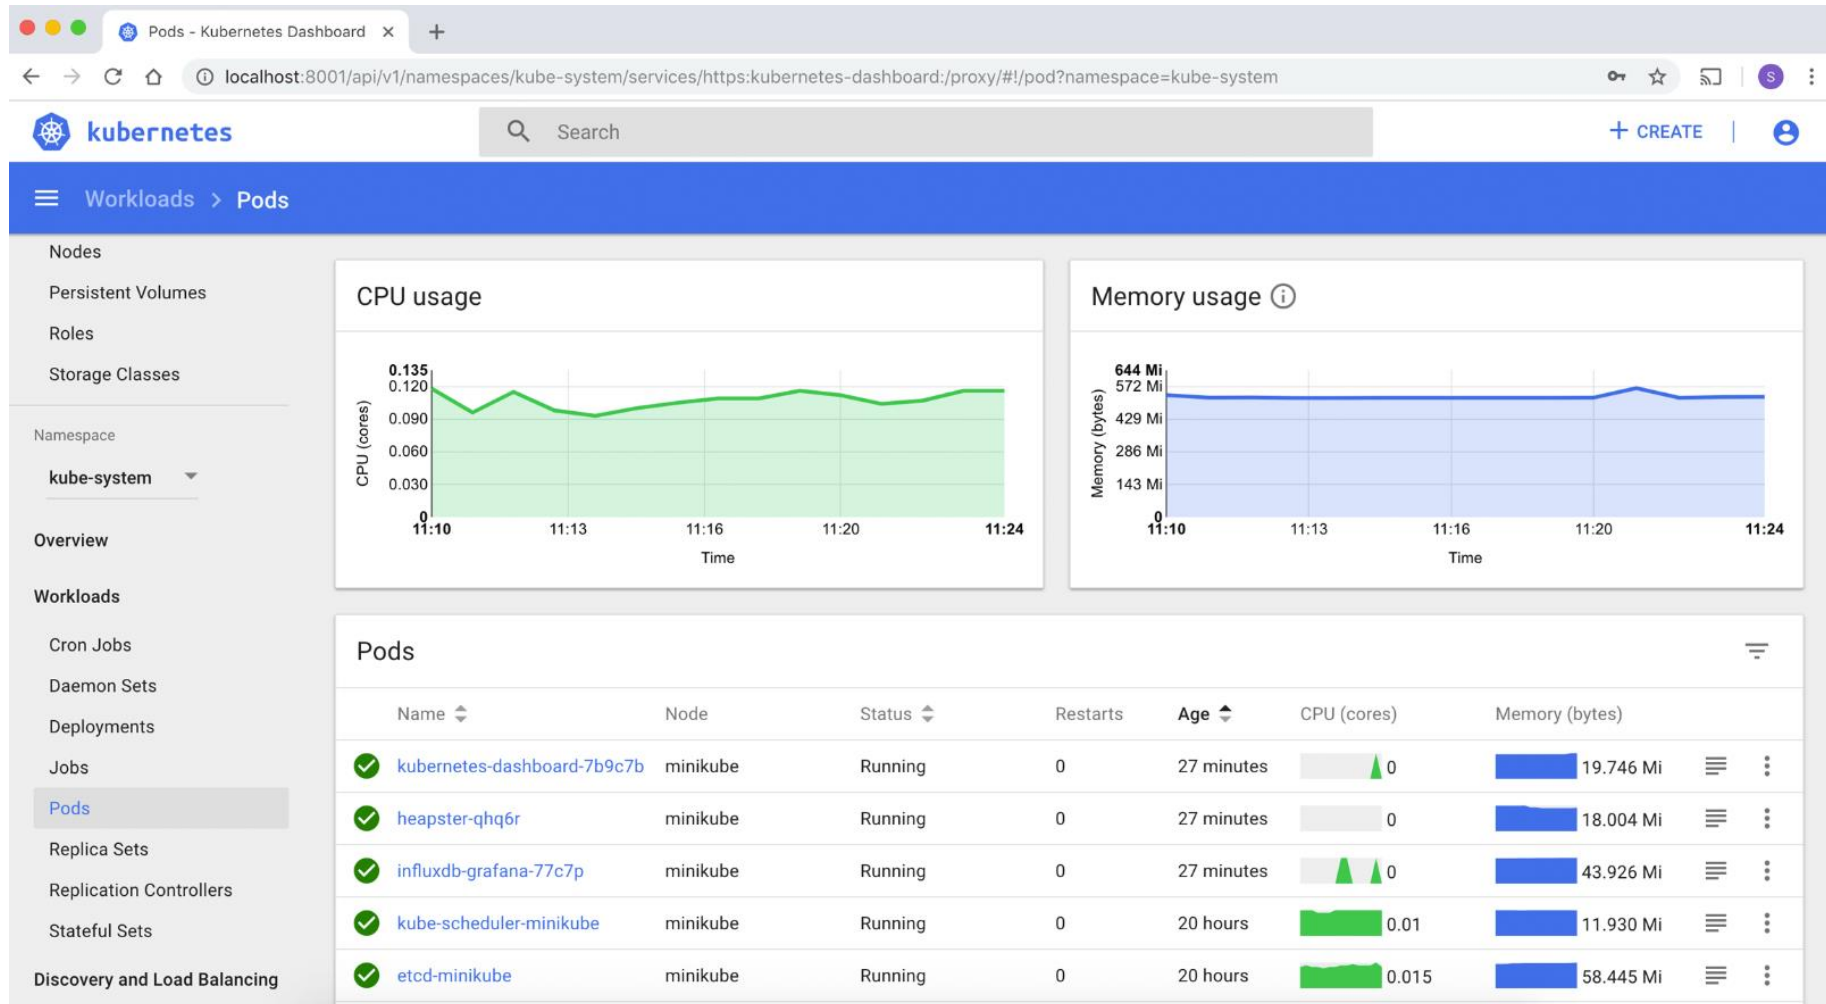 Pods - Kubernetes Dashboard
localhost:8001/api/v1/namespaces/kube-system/services/https:kubernetes-dashboard:/proxy/#!/pod?namespace=kube-system
S
kubernetes
Search
+ CREATE
Workloads > Pods
Nodes
Persistent Volumes
Roles
Storage Classes
Namespace
kube-system
Overview
Workloads
Cron Jobs
Daemon Sets
Deployments
Jobs
Pods
Replica Sets
Replication Controllers
Stateful Sets
Discovery and Load Balancing
CPU usage
CPU (cores)
0.135
0.120
0.090
0.060
0.030
0
11:10 11:13 11:16 11:20 11:24
Time
Memory usage
Memory (bytes)
644 Mi
572 Mi
429 Mi
286 Mi
143 Mi
0
11:10 11:13 11:16 11:20 11:24
Time
Pods
Name Node Status Restarts Age CPU (cores) Memory (bytes)
kubernetes-dashboard-7b9c7b minikube Running 0 27 minutes 0 19.746 Mi
heapster-qhq6r minikube Running 0 27 minutes 0 18.004 Mi
influxdb-grafana-77c7p minikube Running 0 27 minutes 0 43.926 Mi
kube-scheduler-minikube minikube Running 0 20 hours 0.01 11.930 Mi
etcd-minikube minikube Running 0 20 hours 0.015 58.445 Mi